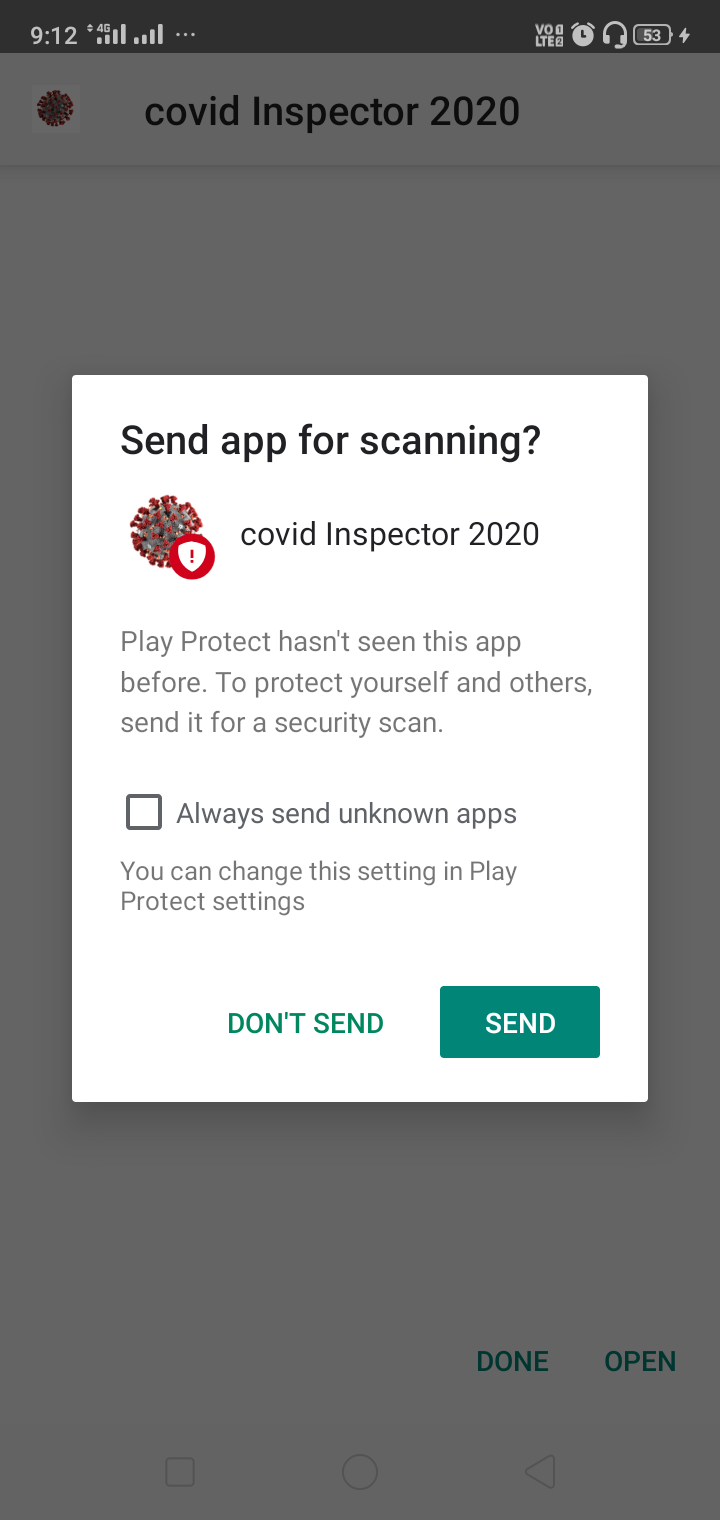 9:12 4G ... VO 1 LTE 2 53
covid Inspector 2020
Send app for scanning?
covid Inspector 2020
Play Protect hasn't seen this app
before. To protect yourself and others,
send it for a security scan.
Always send unknown apps
You can change this setting in Play
Protect settings
DON'T SEND SEND
DONE OPEN